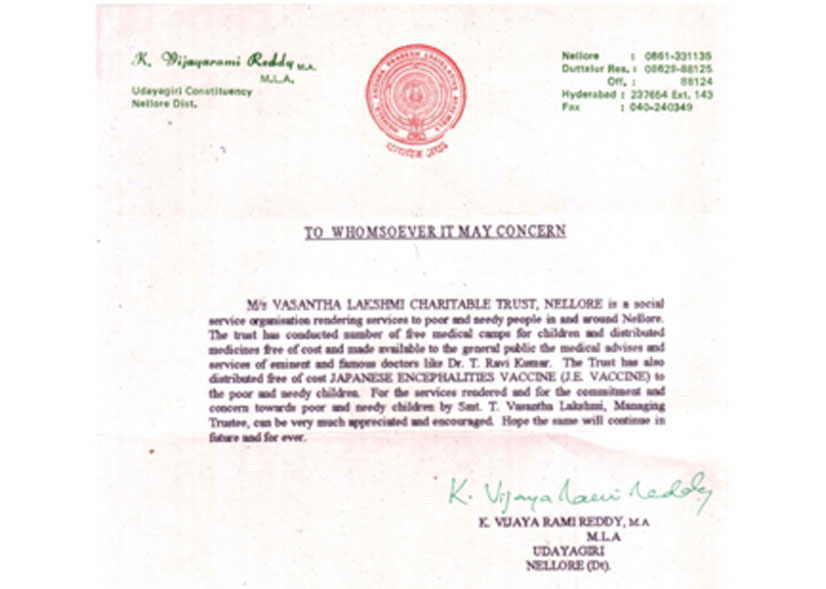 K. Vijayarami Reddy M.A.
M.L.A.
Udayagiri Constituency
Nellore Dist.
ANDHRA PRADESH LEGISLATIVE ASSEMBLY
Nellore : 0861-331135
Duttalur Res. : 08629-88125
Off. : 88124
Hyderabad : 237654 Ext. 143
Fax : 040-240349
TO WHOMSOEVER IT MAY CONCERN
M/s VASANTHA LAKSHMI CHARITABLE TRUST, NELLORE is a social
service organisation rendering services to poor and needy people in and around Nellore.
The trust has conducted number of free medical camps for children and distributed
medicines free of cost and made available to the general public the medical advises and
services of eminent and famous doctors like Dr. T. Ravi Kumar. The Trust has also
distributed free of cost JAPANESE ENCEPHALITIES VACCINE (J.E. VACCINE) to
the poor and needy children. For the services rendered and for the commitment and
concern towards poor and needy children by Smt. T. Vasantha Lakshmi, Managing
Trustee, can be very much appreciated and encouraged. Hope the same will continue in
future and for ever.
K. Vijaya Rami Reddy
K. VIJAYA RAMI REDDY, M.A
M.L.A
UDAYAGIRI
NELLORE (Dt).